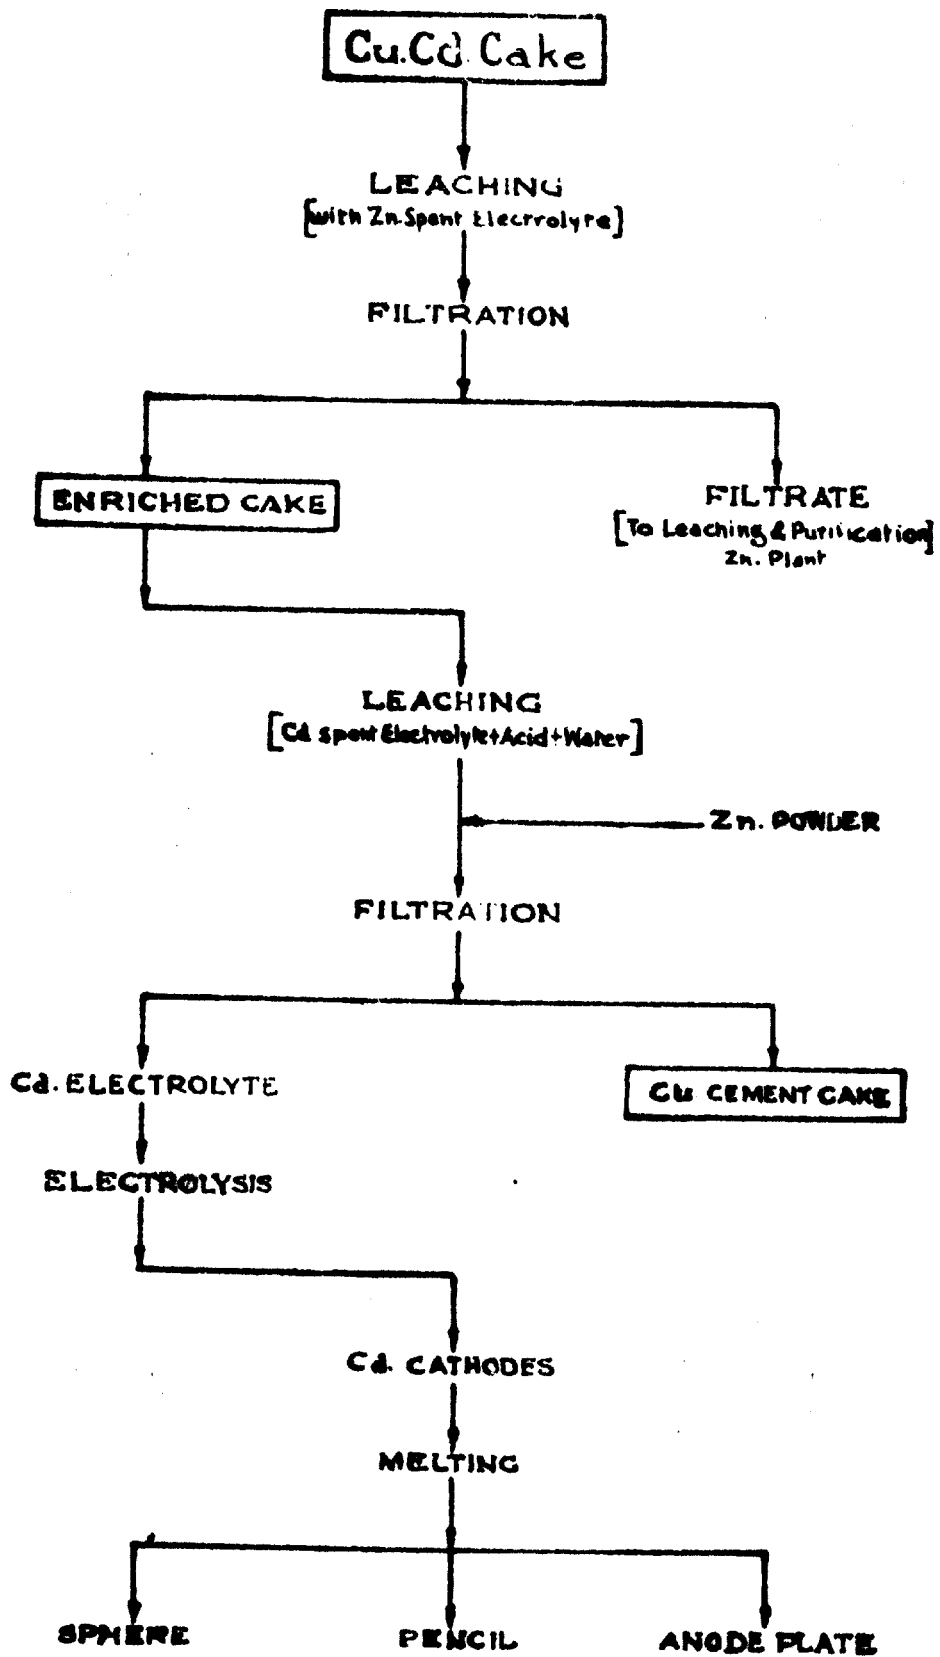 Cu.Cd. Cake
LEACHING
[with Zn.Spent Electrolyte]
FILTRATION
ENRICHED CAKE
FILTRATE
[To Leaching & Purification]
Zn. Plant
LEACHING
[Cd spent Electrolyte+Acid+Water]
Zn. POWDER
FILTRATION
Cd. ELECTROLYTE
Cu CEMENT CAKE
ELECTROLYSIS
Cd. CATHODES
MELTING
SPHERE
PENCIL
ANODE PLATE